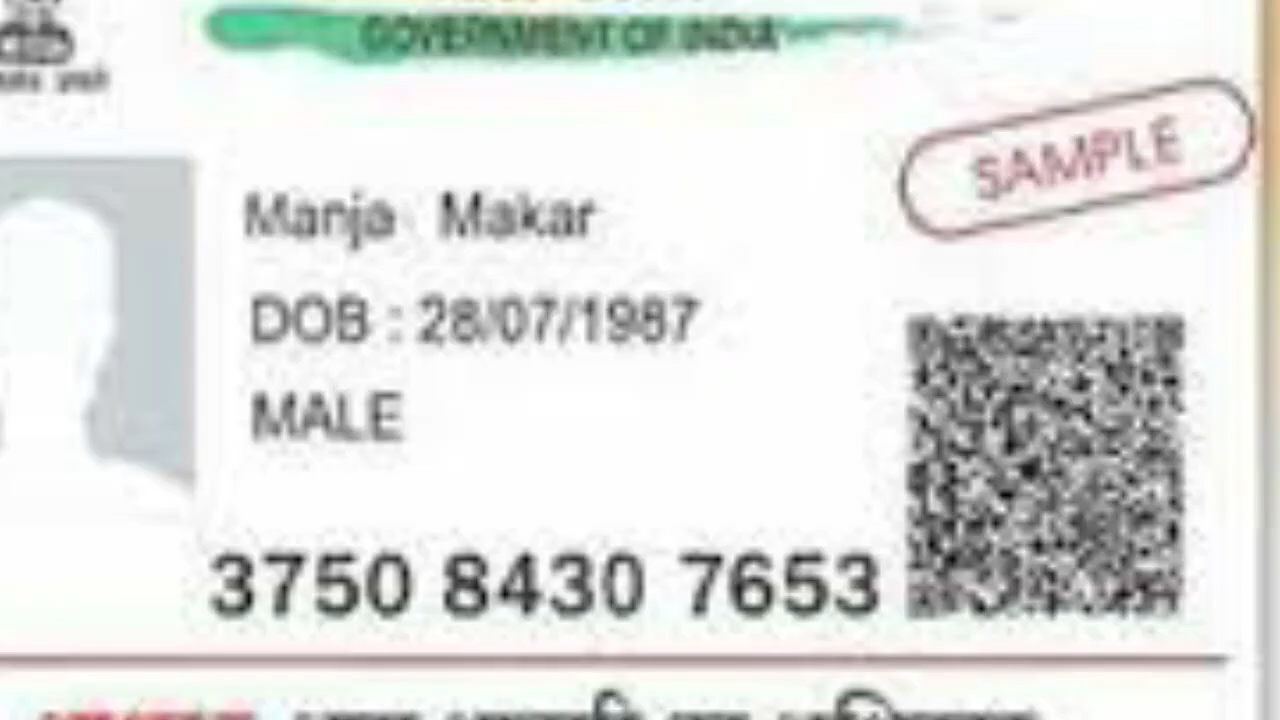 GOVERNMENT OF INDIA
SAMPLE
Manja Makar
DOB : 28/07/1987
MALE
3750 8430 7653